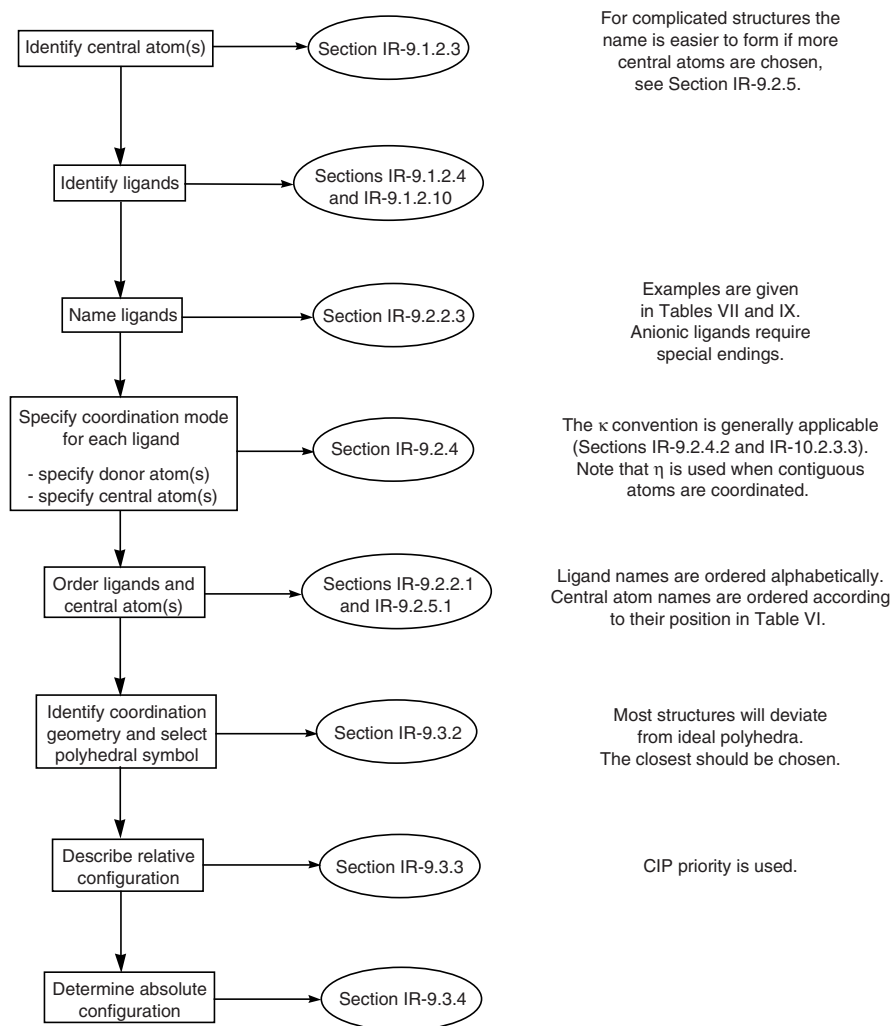 Identify central atom(s)
Section IR-9.1.2.3
For complicated structures the
name is easier to form if more
central atoms are chosen,
see Section IR-9.2.5.
Identify ligands
Sections IR-9.1.2.4
and IR-9.1.2.10
Name ligands
Section IR-9.2.2.3
Examples are given
in Tables VII and IX.
Anionic ligands require
special endings.
Specify coordination mode
for each ligand
- specify donor atom(s)
- specify central atom(s)
Section IR-9.2.4
The κ convention is generally applicable
(Sections IR-9.2.4.2 and IR-10.2.3.3).
Note that η is used when contiguous
atoms are coordinated.
Order ligands and
central atom(s)
Sections IR-9.2.2.1
and IR-9.2.5.1
Ligand names are ordered alphabetically.
Central atom names are ordered according
to their position in Table VI.
Identify coordination
geometry and select
polyhedral symbol
Section IR-9.3.2
Most structures will deviate
from ideal polyhedra.
The closest should be chosen.
Describe relative
configuration
Section IR-9.3.3
CIP priority is used.
Determine absolute
configuration
Section IR-9.3.4